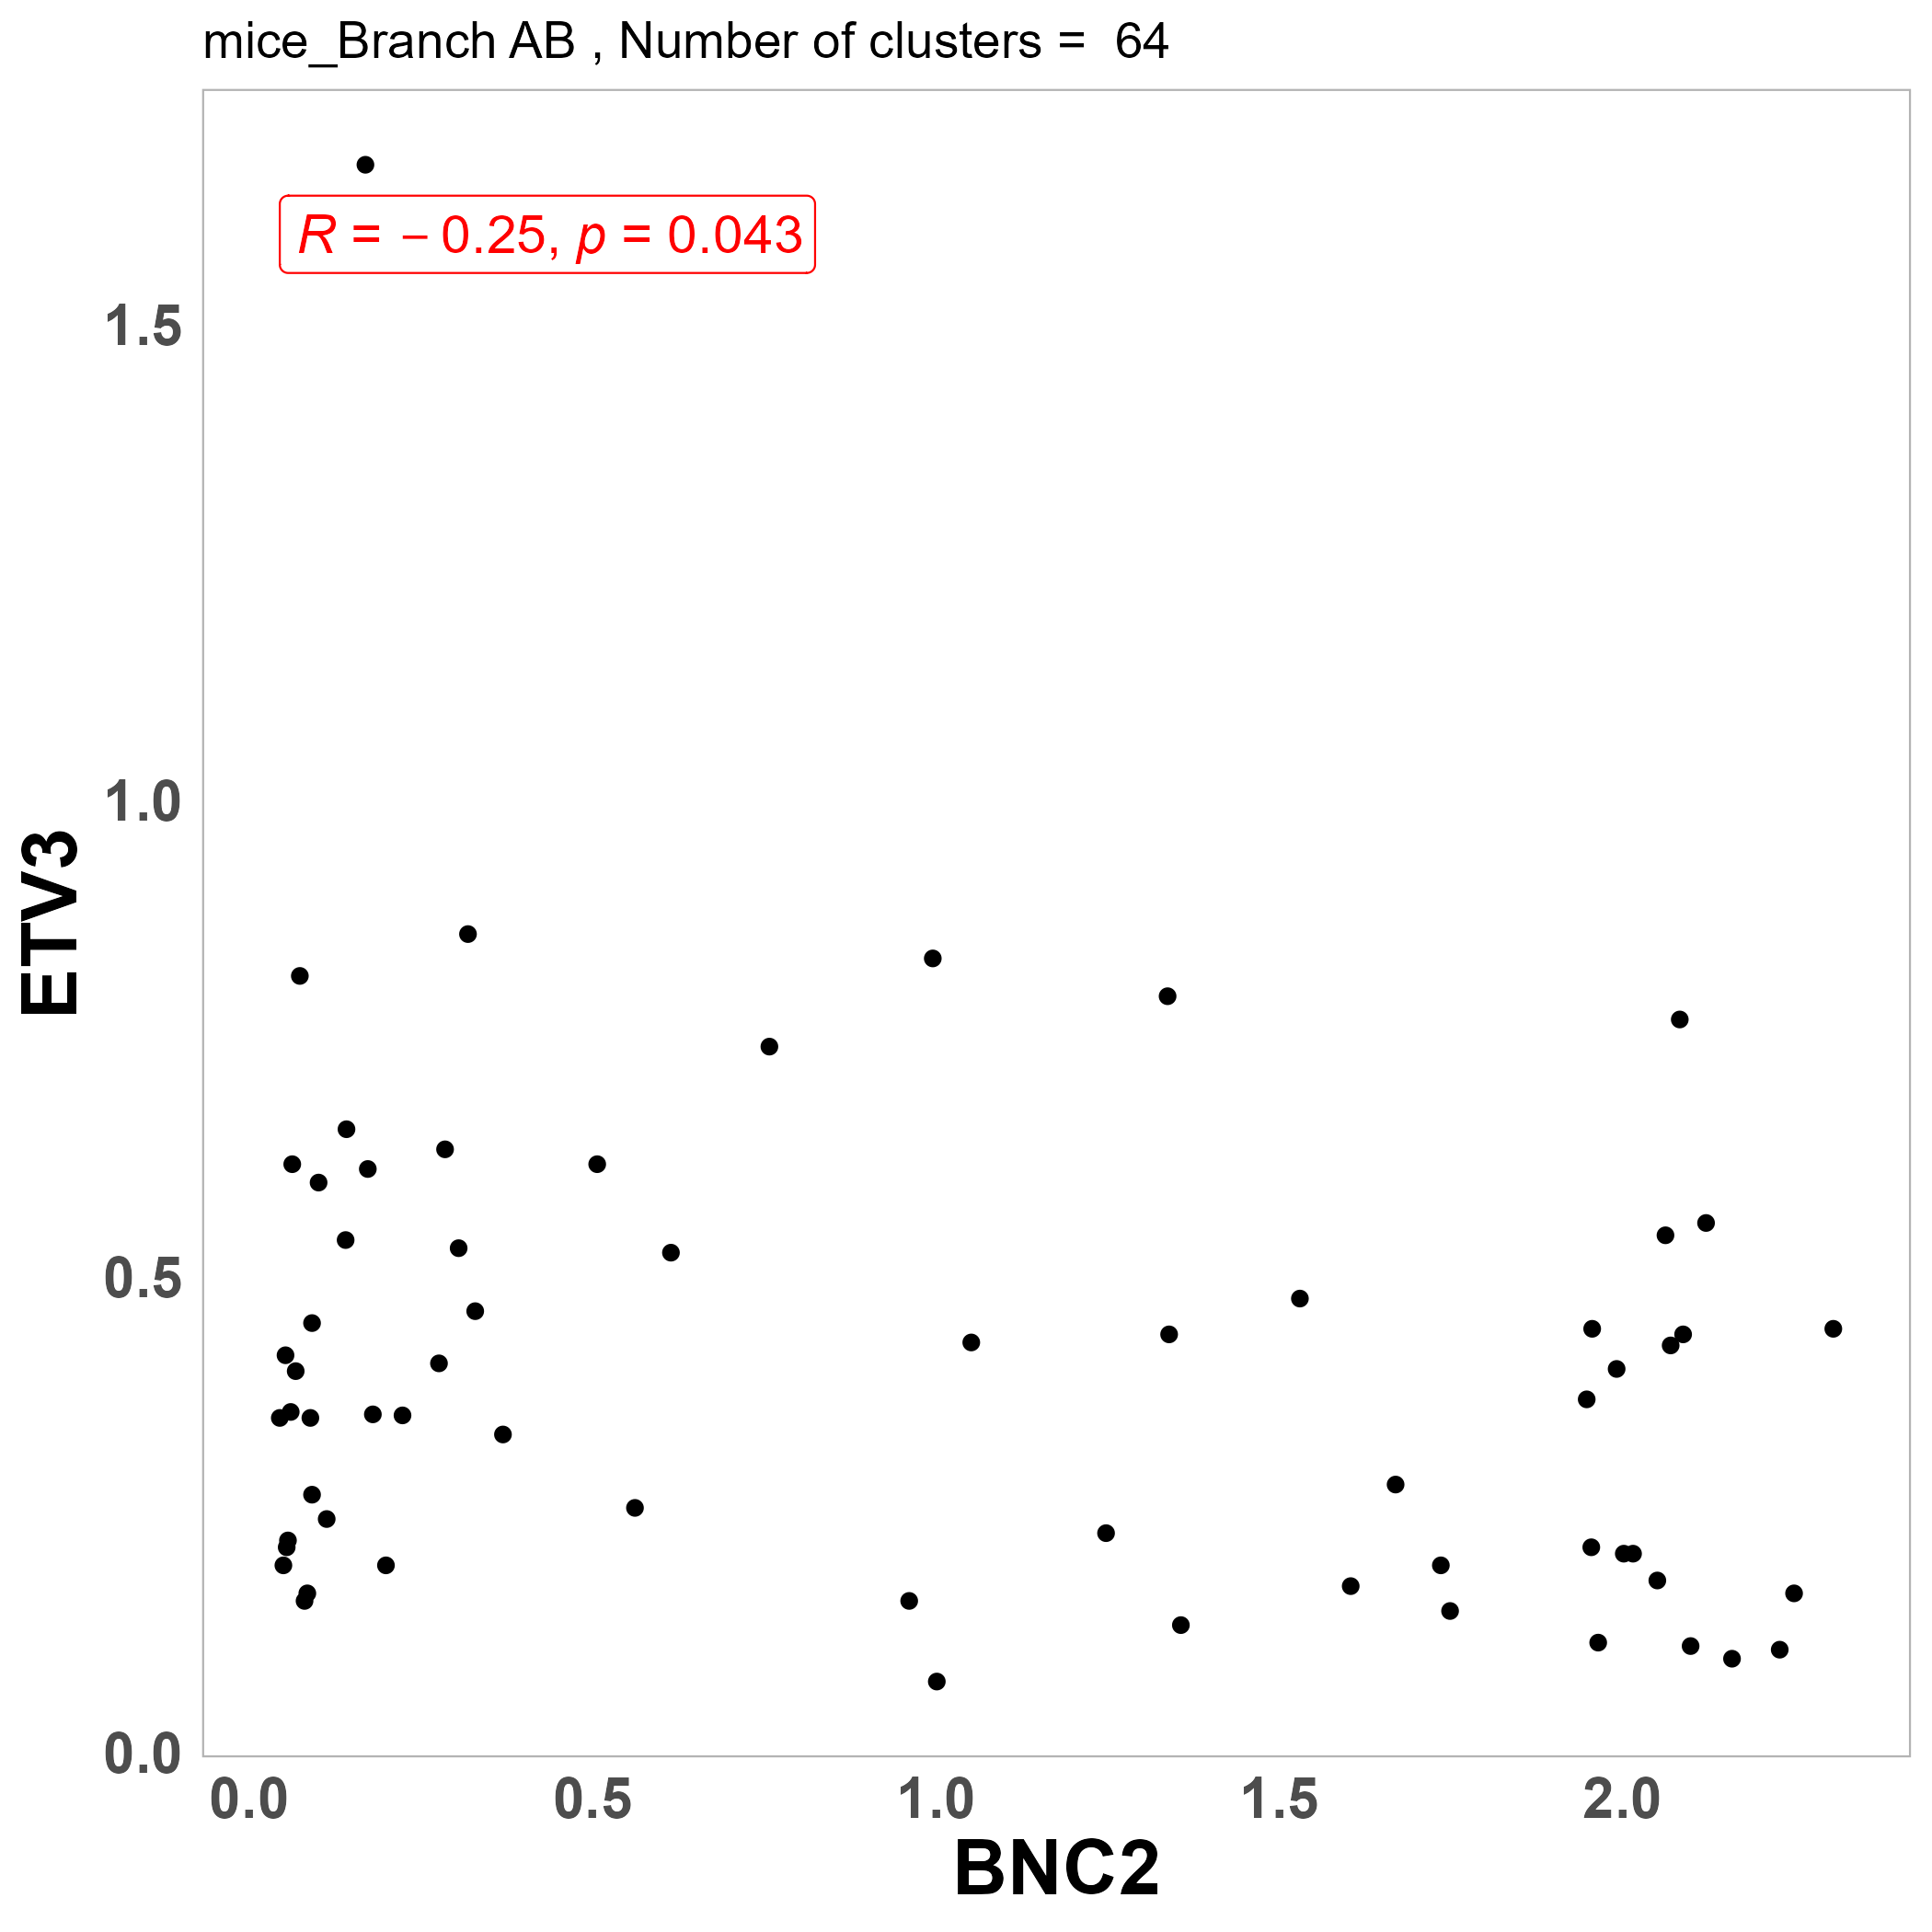 mice_Branch AB , Number of clusters =  64
R = – 0.25, p = 0.043
1.5
1.0
0.5
0.0
ETV3
0.0 0.5 1.0 1.5 2.0
BNC2